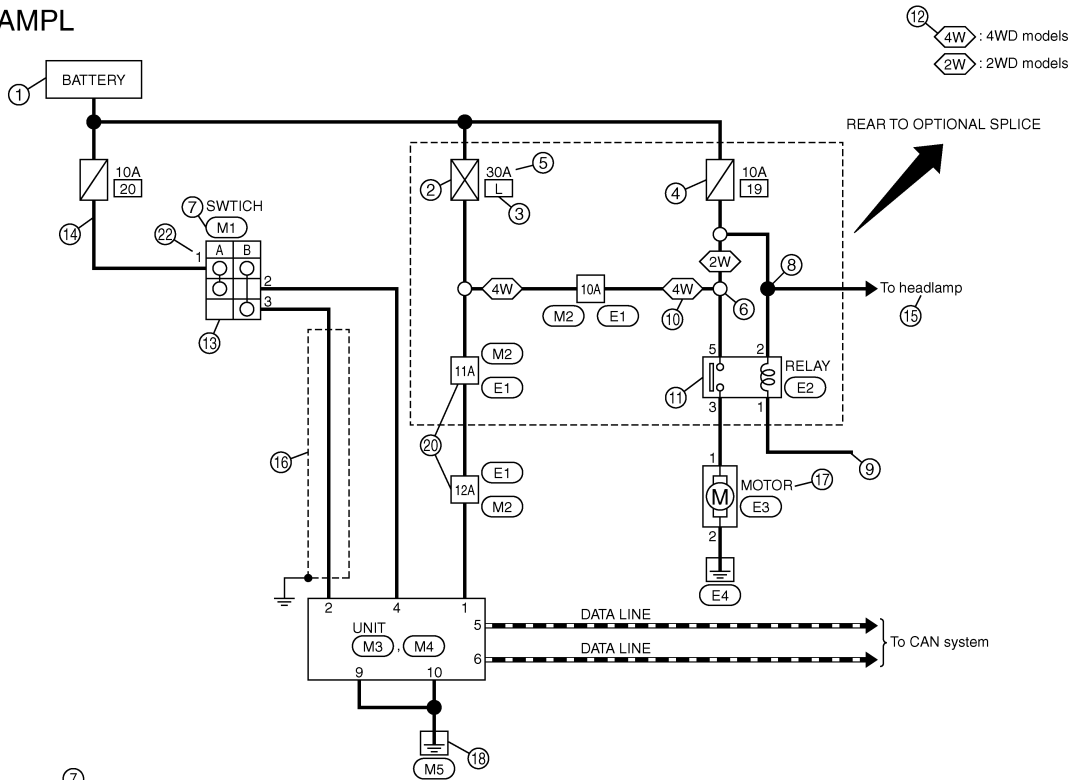 AMPL
12
4W : 4WD models
2W : 2WD models
1
BATTERY
REAR TO OPTIONAL SPLICE
10A
20
2
30A
L
5
3
4
10A
19
7 SWTICH
M1
14
22
1
A B
2
3
13
2W
8
4W
10A
4W
To headlamp
M2
E1
10
6
15
5
2
RELAY
E2
11
3
1
11A
M2
E1
20
9
16
12A
E1
M2
1
MOTOR
17
M
E3
2
E4
2
4
1
UNIT
M3 , M4
5
DATA LINE
6
DATA LINE
To CAN system
9
10
18
M5
7